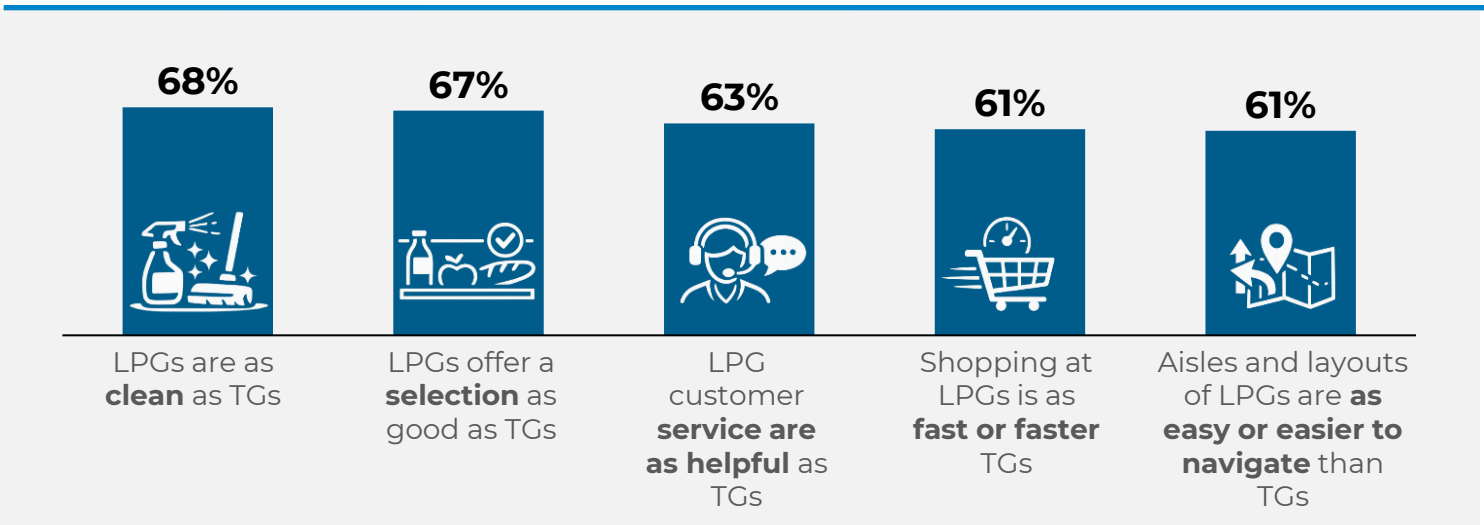 68%
67%
63%
61%
61%
LPGs are as
clean as TGs
LPGs offer a
selection as
good as TGs
LPG
customer
service are
as helpful as
TGs
Shopping at
LPGs is as
fast or faster
TGs
Aisles and layouts
of LPGs are as
easy or easier to
navigate than
TGs